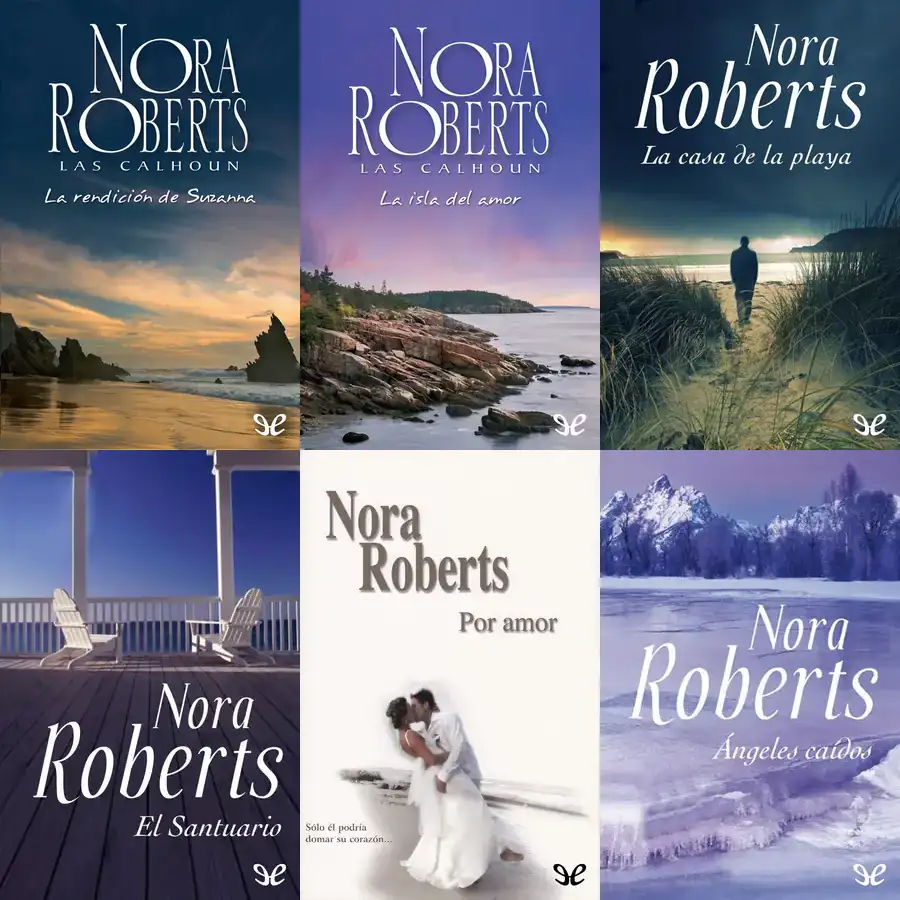 NORA
ROBERTS
LAS CALHOUN
La rendición de Suzanna
NORA
ROBERTS
LAS CALHOUN
La isla del amor
Nora
Roberts
La casa de la playa
Nora
Roberts
El Santuario
Nora
Roberts
Por amor
Sólo él podría
domar su corazón...
Nora
Roberts
Ángeles caídos